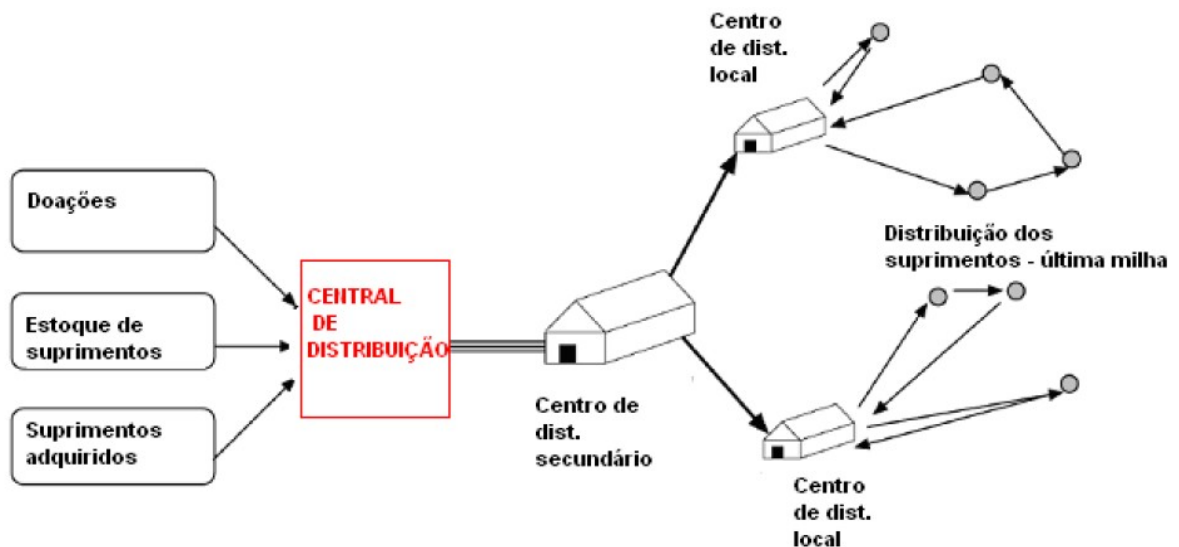 Doações
Estoque de
suprimentos
Suprimentos
adquiridos
CENTRAL
DE
DISTRIBUIÇÃO
Centro de
dist.
secundário
Centro
de dist.
local
Distribuição dos
suprimentos - última milha
Centro
de dist.
local